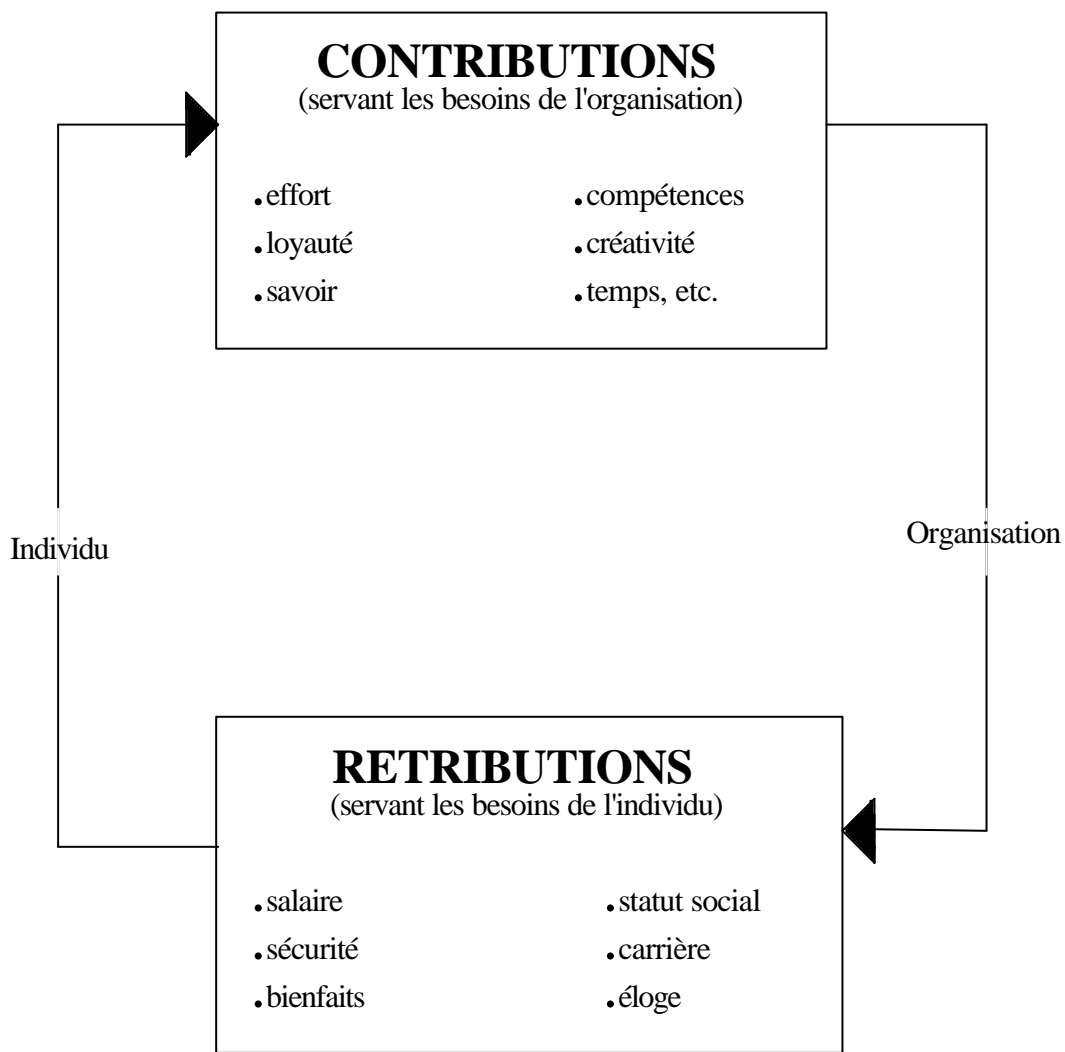 CONTRIBUTIONS
(servant les besoins de l'organisation)
.effort .compétences
.loyauté .créativité
.savoir .temps, etc.
Individu
Organisation
RETRIBUTIONS
(servant les besoins de l'individu)
.salaire .statut social
.sécurité .carrière
.bienfaits .éloge